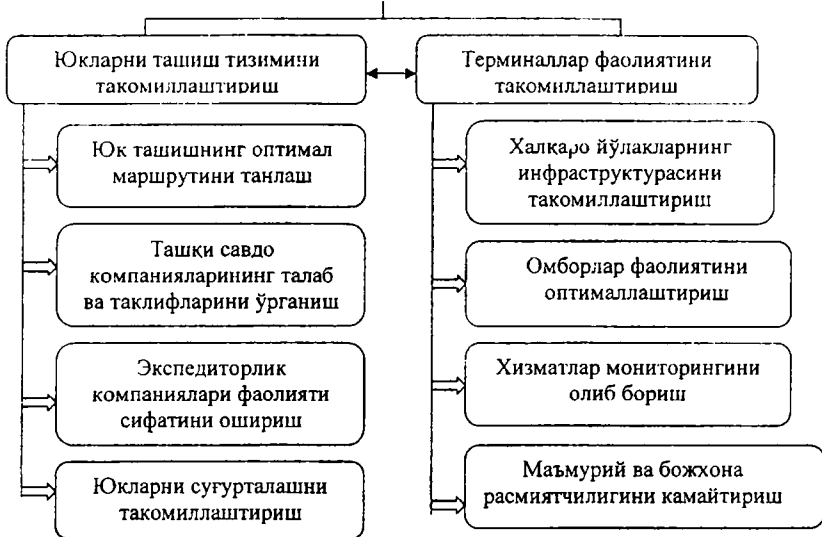 Юкларни ташиш тизимини
такомиллаштириш
Юк ташишнинг оптимал
маршрутини танлаш
Ташқи савдо
компанияларининг талаб
ва таклифларини ўрганиш
Экспедиторлик
компаниялари фаолияти
сифатини ошириш
Юкларни суғурталашни
такомиллаштириш
Терминаллар фаолиятини
такомиллаштириш
Халқаро йўлакларнинг
инфраструктурасини
такомиллаштириш
Омборлар фаолиятини
оптималлаштириш
Хизматлар мониторингини
олиб бориш
Маъмурий ва божхона
расмиятчилигини камайтириш